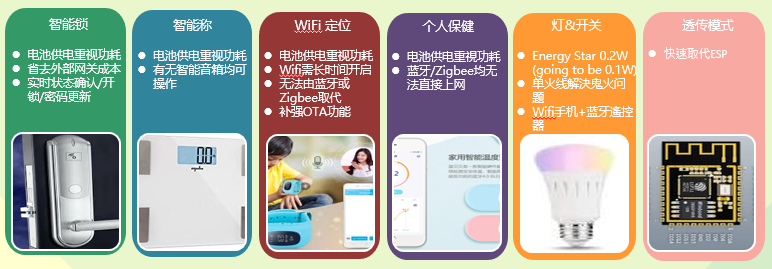 智能锁
电池供电重视功耗
省去外部网关成本
实时状态确认/开
锁/密码更新
智能称
电池供电重视功耗
有无智能音箱均可
操作
0.0
WiFi 定位
电池供电重视功耗
Wifi需长时间开启
无法由蓝牙或
Zigbee取代
补强OTA功能
个人保健
电池供电重視功耗
蓝牙/Zigbee均无
法直接上网
家用智能温度
灯&开关
Energy Star 0.2W
(going to be 0.1W)
单火线解決鬼火问
题
Wifi手机+蓝牙遙控
器
透传模式
快速取代ESP